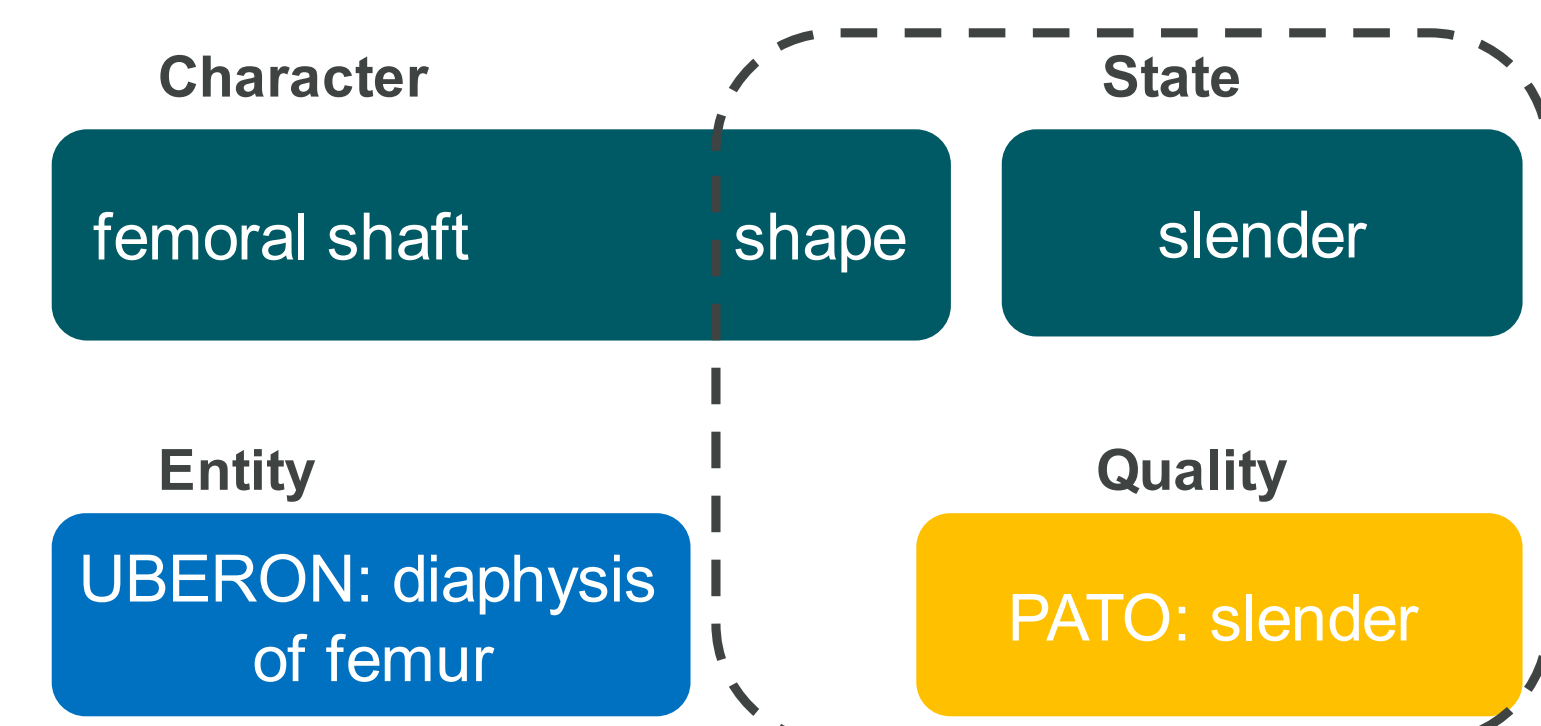 Character
State
femoral shaft shape
slender
Entity
Quality
UBERON: diaphysis
of femur
PATO: slender